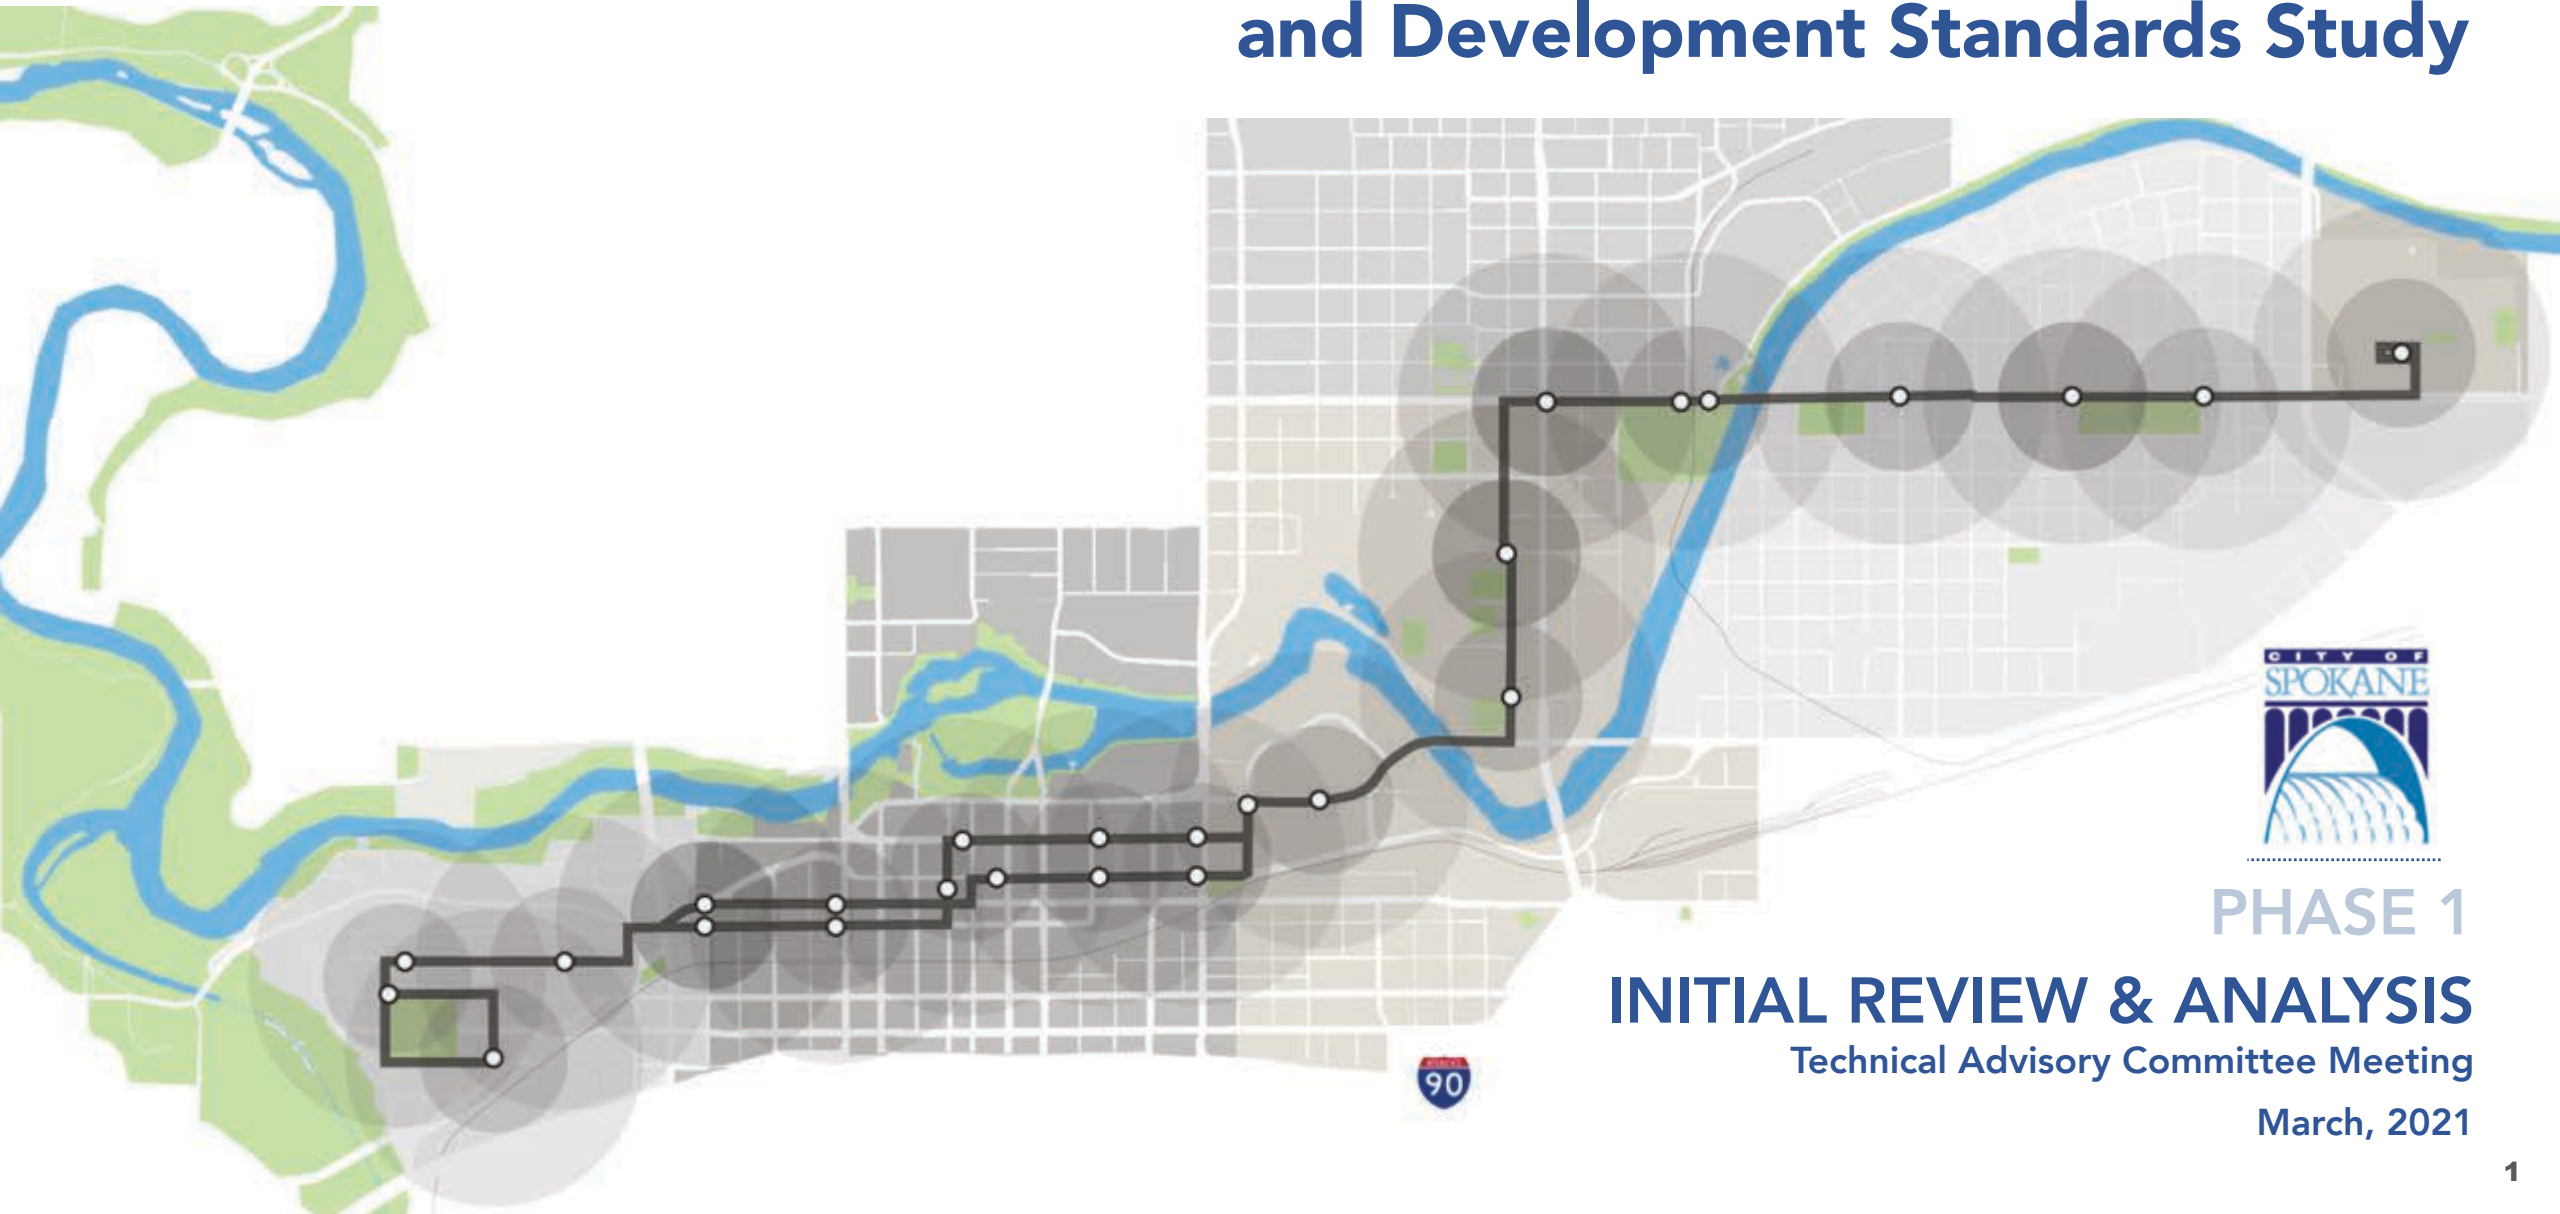 and Development Standards Study
CITY OF
SPOKANE
PHASE 1
INITIAL REVIEW & ANALYSIS
Technical Advisory Committee Meeting
90
March, 2021
1